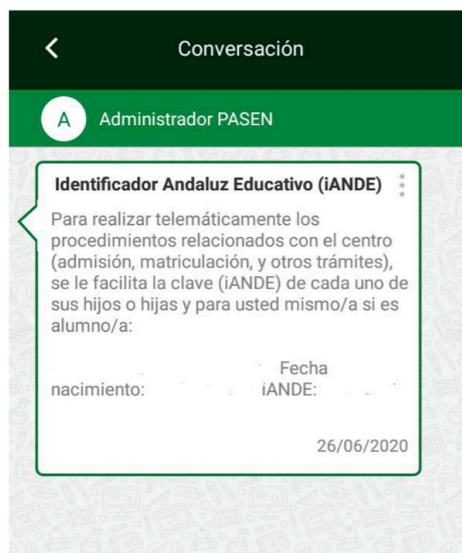 Conversación
A Administrador PASEN
Identificador Andaluz Educativo (iANDE)
Para realizar telemáticamente los
procedimientos relacionados con el centro
(admisión, matriculación, y otros trámites),
se le facilita la clave (iANDE) de cada uno de
sus hijos o hijas y para usted mismo/a si es
alumno/a:
Fecha
nacimiento: iANDE:
26/06/2020